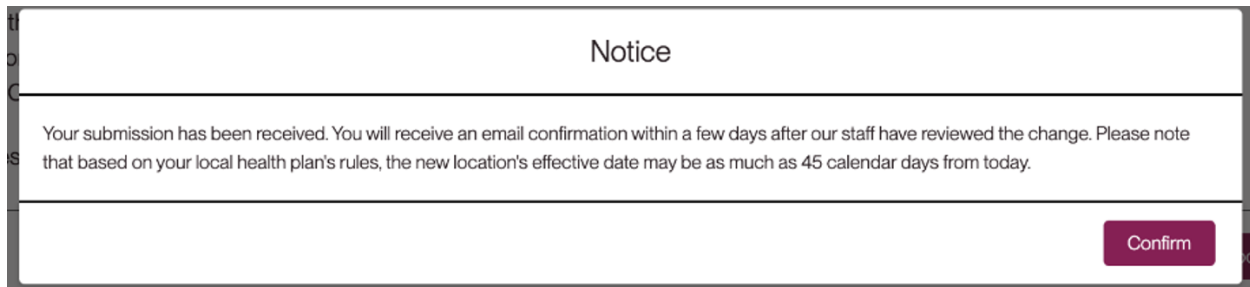 Notice
Your submission has been received. You will receive an email confirmation within a few days after our staff have reviewed the change. Please note
that based on your local health plan's rules, the new location's effective date may be as much as 45 calendar days from today.
Confirm